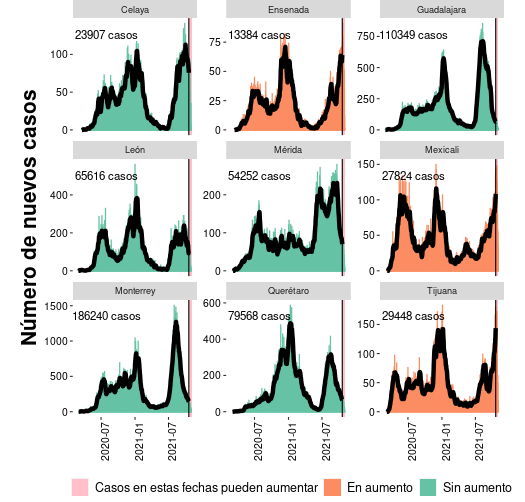 Número de nuevos casos
Celaya
Ensenada
Guadalajara
23907 casos
13384 casos
110349 casos
100
50
0
75
50
25
0
750
500
250
0
León
Mérida
Mexicali
65616 casos
54252 casos
27824 casos
400
200
0
200
100
0
150
100
50
0
Monterrey
Querétaro
Tijuana
186240 casos
79568 casos
29448 casos
1500
1000
500
0
600
400
200
0
150
100
50
0
2020-07
2021-01
2021-07
2020-07
2021-01
2021-07
2020-07
2021-01
2021-07
Casos en estas fechas pueden aumentar
En aumento
Sin aumento